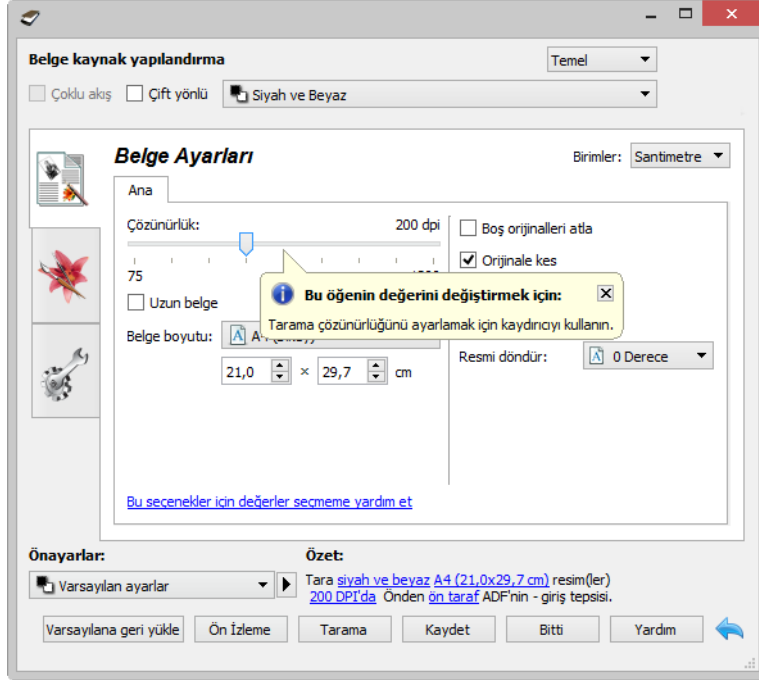 Belge kaynak yapılandırma
Temel
Çoklu akış
Çift yönlü
Siyah ve Beyaz
Belge Ayarları
Birimler: Santimetre
Ana
Çözünürlük:
200 dpi
75
Boş orijinalleri atla
Orijinale kes
Bu öğenin değerini değiştirmek için:
Tarama çözünürlüğünü ayarlamak için kaydırıcıyı kullanın.
Uzun belge
Belge boyutu:
21,0 × 29,7 cm
Resmi döndür:
0 Derece
Bu seçenekler için değerler seçmeme yardım et
Önayarlar:
Varsayılan ayarlar
Özet:
Tara siyah ve beyaz A4 (21,0x29,7 cm) resim(ler)
200 DPI'da Önden ön taraf ADF'nin - giriş tepsisi.
Varsayılana geri yükle
Ön İzleme
Tarama
Kaydet
Bitti
Yardım